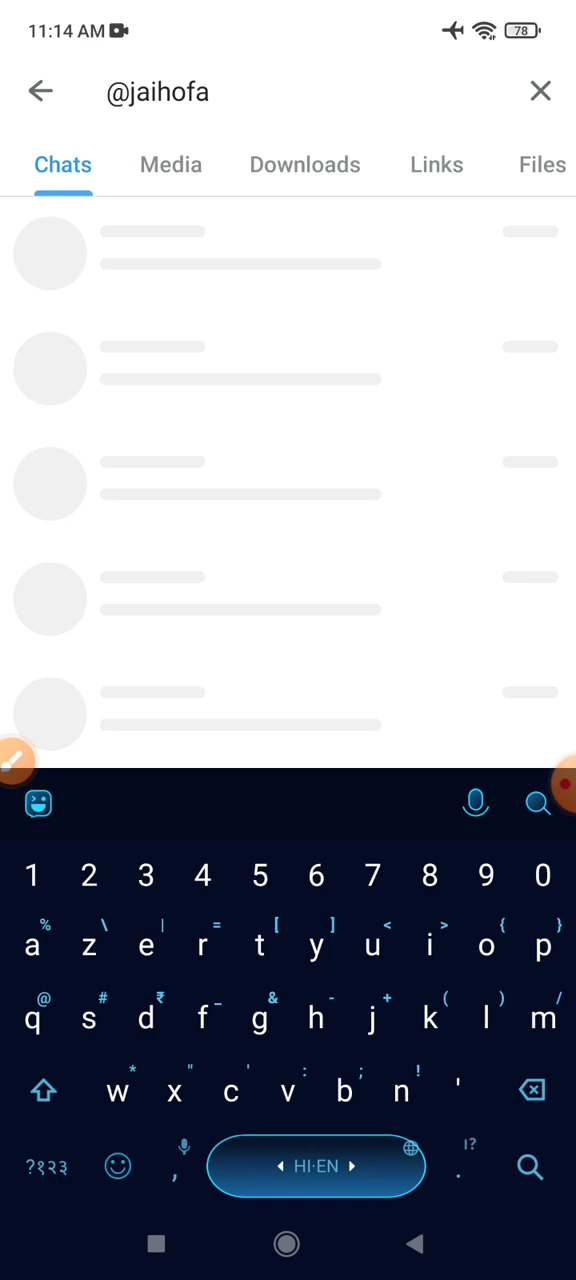 11:14 AM 78
@jaihofa
Chats Media Downloads Links Files
1 2 3 4 5 6 7 8 9 0
% \ | = [ ] < > { }
a z e r t y u i o p
@ # ₹ _ & - + ( ) /
q s d f g h j k l m
* " ' : ; !
w x c v b n '
!?
?१२३ , HI·EN .